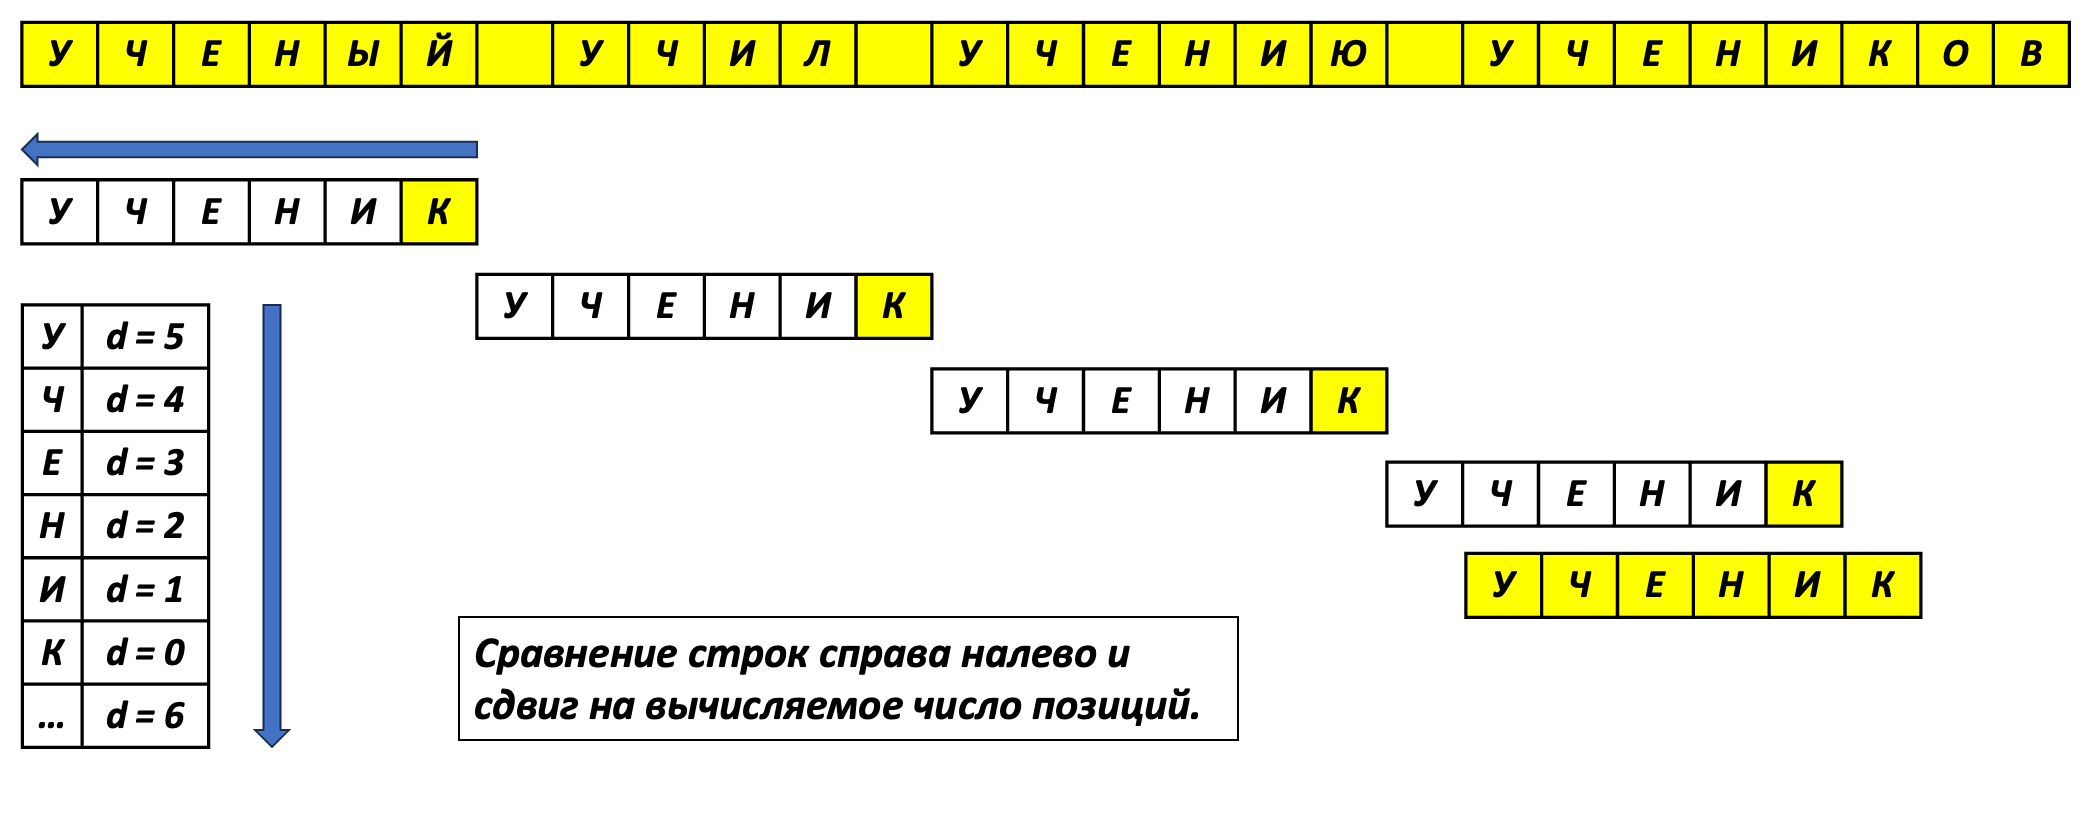 У Ч Е Н Ы Й У Ч И Л У Ч Е Н И Ю У Ч Е Н И К О В
У Ч Е Н И К
У Ч Е Н И К
У Ч Е Н И К
У Ч Е Н И К
У Ч Е Н И К
У d = 5
Ч d = 4
Е d = 3
Н d = 2
И d = 1
К d = 0
... d = 6
Сравнение строк справа налево и
сдвиг на вычисляемое число позиций.